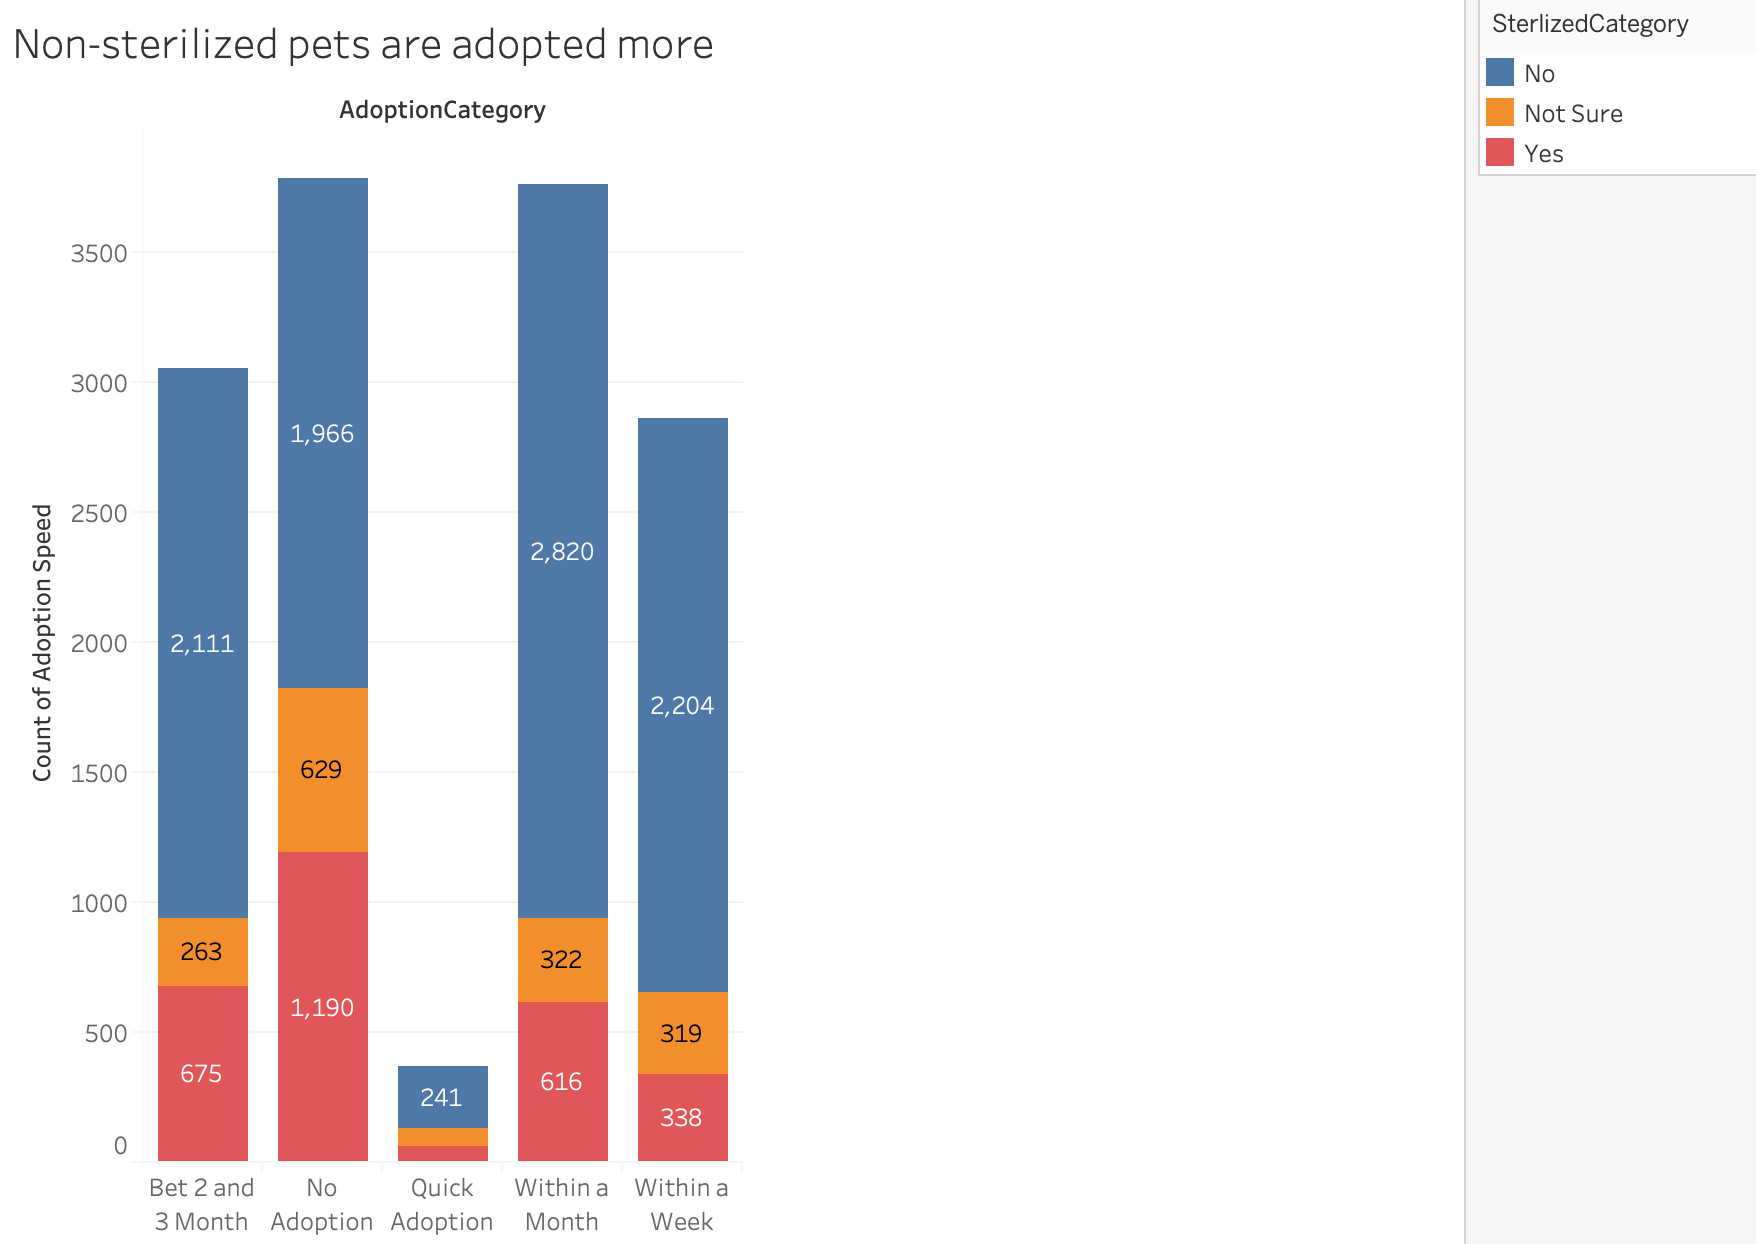 Non-sterilized pets are adopted more
SterlizedCategory
No
Not Sure
Yes
AdoptionCategory
Count of Adoption Speed
3500
3000
2500
2000
1500
1000
500
0
2,111
263
675
1,966
629
1,190
241
2,820
322
616
2,204
319
338
Bet 2 and
3 Month
No
Adoption
Quick
Adoption
Within a
Month
Within a
Week